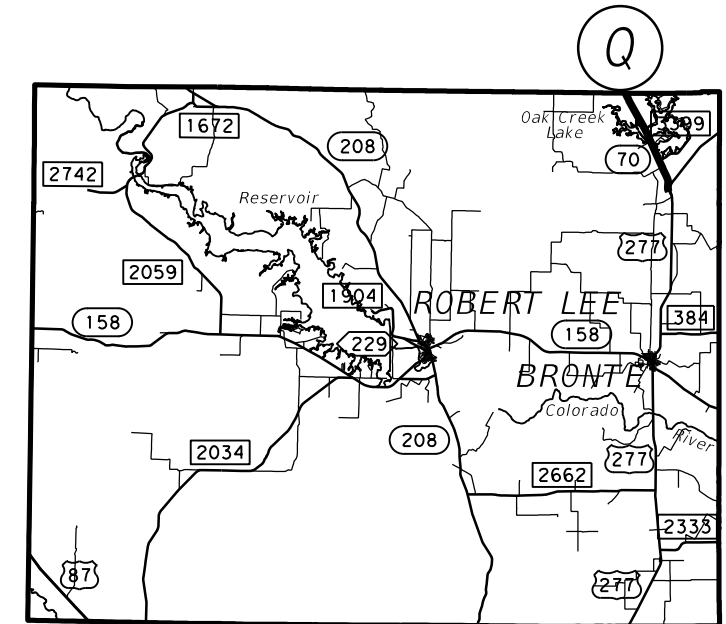 Q
Oak Creek
Lake
99
1672
208
70
2742
Reservoir
277
2059
1904
ROBERT LEE
384
158
158
229
BRONTE
Colorado
River
208
2034
277
2662
2333
87
277